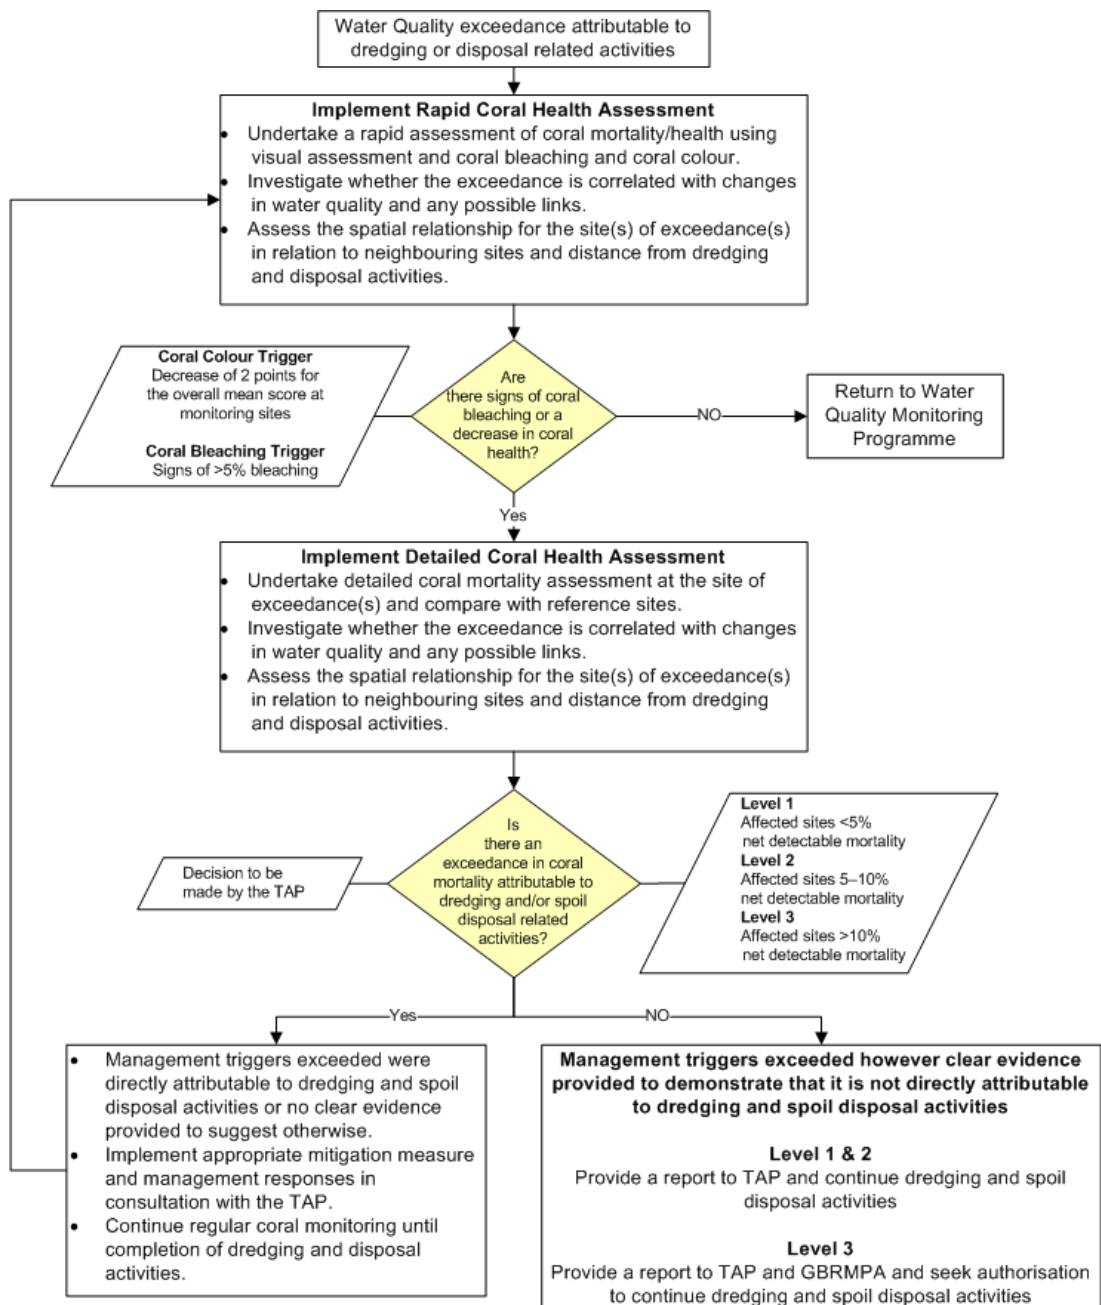 Water Quality exceedance attributable to
dredging or disposal related activities
Implement Rapid Coral Health Assessment
• Undertake a rapid assessment of coral mortality/health using
visual assessment and coral bleaching and coral colour.
• Investigate whether the exceedance is correlated with changes
in water quality and any possible links.
• Assess the spatial relationship for the site(s) of exceedance(s)
in relation to neighbouring sites and distance from dredging
and disposal activities.
Coral Colour Trigger
Decrease of 2 points for
the overall mean score at
monitoring sites
Coral Bleaching Trigger
Signs of >5% bleaching
Are
there signs of coral
bleaching or a
decrease in coral
health?
NO
Return to Water
Quality Monitoring
Programme
Yes
Implement Detailed Coral Health Assessment
• Undertake detailed coral mortality assessment at the site of
exceedance(s) and compare with reference sites.
• Investigate whether the exceedance is correlated with changes
in water quality and any possible links.
• Assess the spatial relationship for the site(s) of exceedance(s)
in relation to neighbouring sites and distance from dredging
and disposal activities.
Decision to be
made by the TAP
Is
there an
exceedance in coral
mortality attributable to
dredging and/or spoil
disposal related
activities?
Level 1
Affected sites <5%
net detectable mortality
Level 2
Affected sites 5–10%
net detectable mortality
Level 3
Affected sites >10%
net detectable mortality
Yes
NO
• Management triggers exceeded were
directly attributable to dredging and spoil
disposal activities or no clear evidence
provided to suggest otherwise.
• Implement appropriate mitigation measure
and management responses in
consultation with the TAP.
• Continue regular coral monitoring until
completion of dredging and disposal
activities.
Management triggers exceeded however clear evidence
provided to demonstrate that it is not directly attributable
to dredging and spoil disposal activities
Level 1 & 2
Provide a report to TAP and continue dredging and spoil
disposal activities
Level 3
Provide a report to TAP and GBRMPA and seek authorisation
to continue dredging and spoil disposal activities